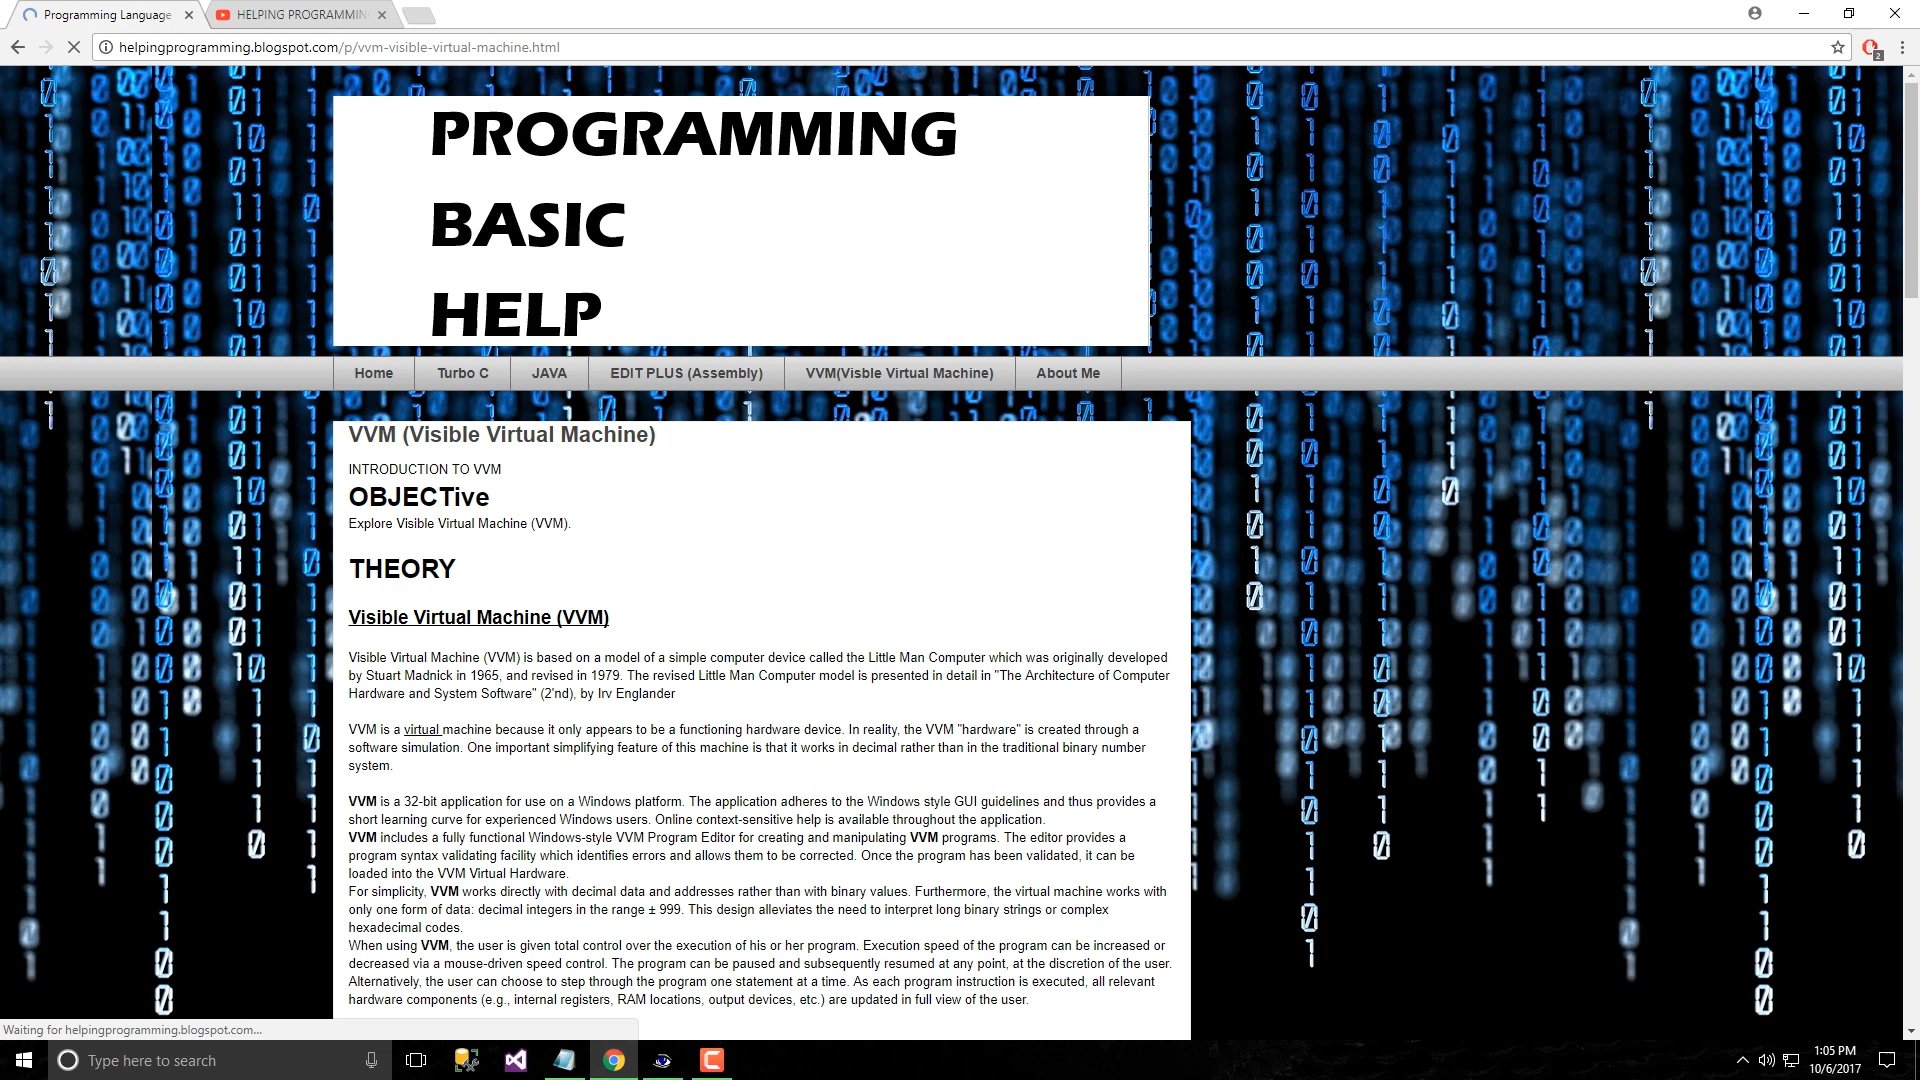 Programming Language
HELPING PROGRAMMIN
helpingprogramming.blogspot.com/p/vvm-visible-virtual-machine.html
2
PROGRAMMING
BASIC
HELP
Home
Turbo C
JAVA
EDIT PLUS (Assembly)
VVM(Visble Virtual Machine)
About Me
VVM (Visible Virtual Machine)
INTRODUCTION TO VVM
OBJECTive
Explore Visible Virtual Machine (VVM).
THEORY
Visible Virtual Machine (VVM)
Visible Virtual Machine (VVM) is based on a model of a simple computer device called the Little Man Computer which was originally developed
by Stuart Madnick in 1965, and revised in 1979. The revised Little Man Computer model is presented in detail in "The Architecture of Computer
Hardware and System Software" (2'nd), by Irv Englander
VVM is a virtual machine because it only appears to be a functioning hardware device. In reality, the VVM "hardware" is created through a
software simulation. One important simplifying feature of this machine is that it works in decimal rather than in the traditional binary number
system.
VVM is a 32-bit application for use on a Windows platform. The application adheres to the Windows style GUI guidelines and thus provides a
short learning curve for experienced Windows users. Online context-sensitive help is available throughout the application.
VVM includes a fully functional Windows-style VVM Program Editor for creating and manipulating VVM programs. The editor provides a
program syntax validating facility which identifies errors and allows them to be corrected. Once the program has been validated, it can be
loaded into the VVM Virtual Hardware.
For simplicity, VVM works directly with decimal data and addresses rather than with binary values. Furthermore, the virtual machine works with
only one form of data: decimal integers in the range ± 999. This design alleviates the need to interpret long binary strings or complex
hexadecimal codes.
When using VVM, the user is given total control over the execution of his or her program. Execution speed of the program can be increased or
decreased via a mouse-driven speed control. The program can be paused and subsequently resumed at any point, at the discretion of the user.
Alternatively, the user can choose to step through the program one statement at a time. As each program instruction is executed, all relevant
hardware components (e.g., internal registers, RAM locations, output devices, etc.) are updated in full view of the user.
Waiting for helpingprogramming.blogspot.com...
Type here to search
1:05 PM
10/6/2017